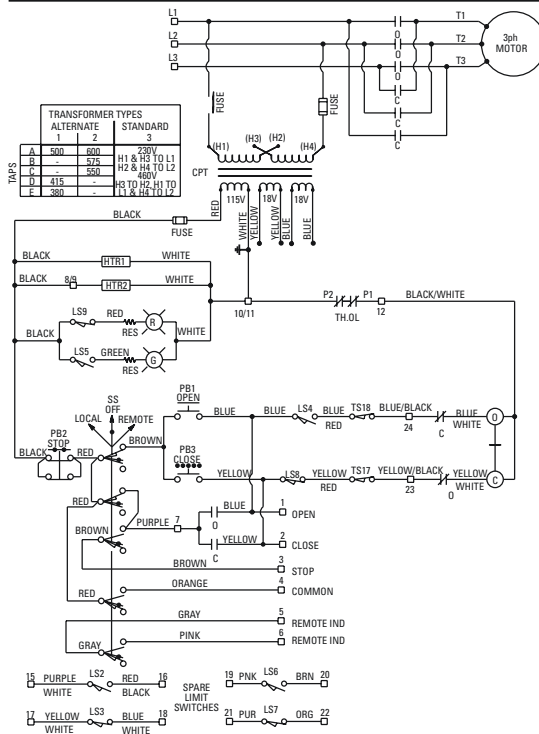 L1
T1
O
L2
T2
3ph
MOTOR
O
L3
T3
O
C
C
C
FUSE
FUSE
TRANSFORMER TYPES
ALTERNATE STANDARD
1 2 3
TAPS
A 500 600 230V
B - 575 H1 & H3 TO L1
C - 550 H2 & H4 TO L2
460V
D 415 - H3 TO H2, H1 TO
E 380 - L1 & H4 TO L2
(H1) (H3) (H2) (H4)
CPT
115V 18V 18V
RED
WHITE
YELLOW
YELLOW
BLUE
BLUE
BLACK
FUSE
BLACK HTR1 WHITE
BLACK 8/9 HTR2 WHITE
10/11
P2 P1
TH.OL
12
BLACK/WHITE
LS9 RED
RES
R
BLACK
WHITE
LS5 GREEN
RES
G
SS
OFF
LOCAL REMOTE
PB1
OPEN
BLUE BLUE LS4 BLUE
RED
TS18 BLUE/BLACK
24
C
BLUE
WHITE
O
PB2
STOP
BLACK RED
BROWN
PB3
CLOSE
YELLOW LS8 YELLOW
RED
TS17 YELLOW/BLACK
23
O
YELLOW
WHITE
C
RED
PURPLE 7
BLUE
O
1
OPEN
BROWN
YELLOW
C
2
CLOSE
BROWN 3
STOP
ORANGE 4
COMMON
RED
GRAY 5
REMOTE IND
PINK 6
REMOTE IND
GRAY
15 PURPLE
WHITE
LS2 RED
BLACK
16
SPARE
LIMIT
SWITCHES
19 PNK LS6 BRN 20
17 YELLOW
WHITE
LS3 BLUE
WHITE
18
21 PUR LS7 ORG 22